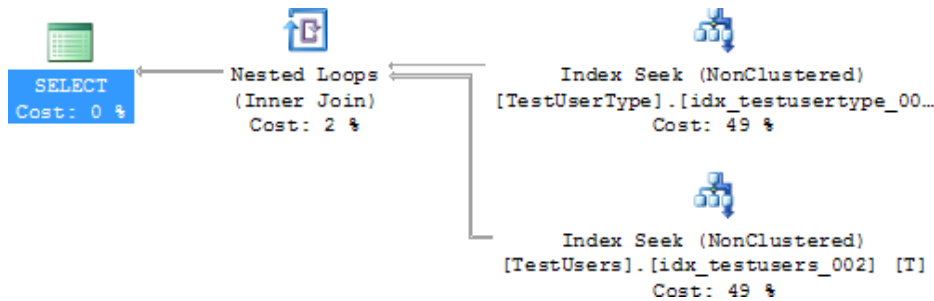 SELECT
Cost: 0 %
Nested Loops
(Inner Join)
Cost: 2 %
Index Seek (NonClustered)
[TestUserType].[idx_testusertype_00…
Cost: 49 %
Index Seek (NonClustered)
[TestUsers].[idx_testusers_002] [T]
Cost: 49 %